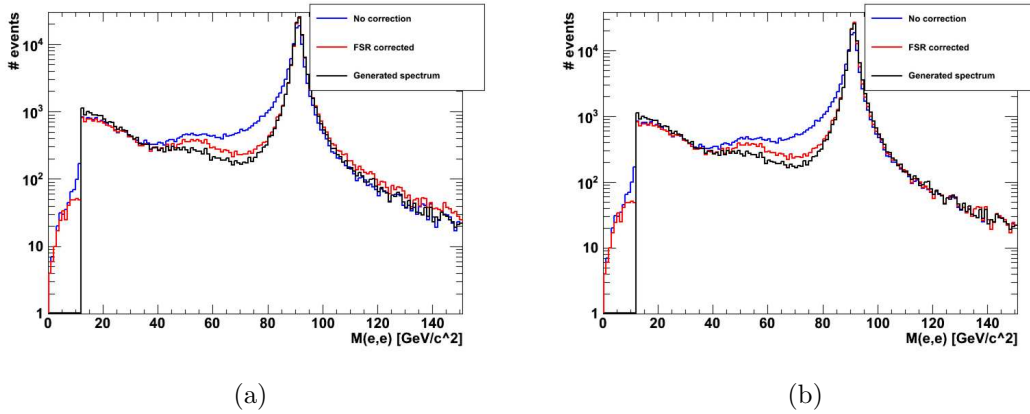 # events
10^4
10^3
10^2
10
1
0 20 40 60 80 100 120 140
M(e,e) [GeV/c^2]
No correction
FSR corrected
Generated spectrum
(a)
# events
10^4
10^3
10^2
10
1
0 20 40 60 80 100 120 140
M(e,e) [GeV/c^2]
No correction
FSR corrected
Generated spectrum
(b)